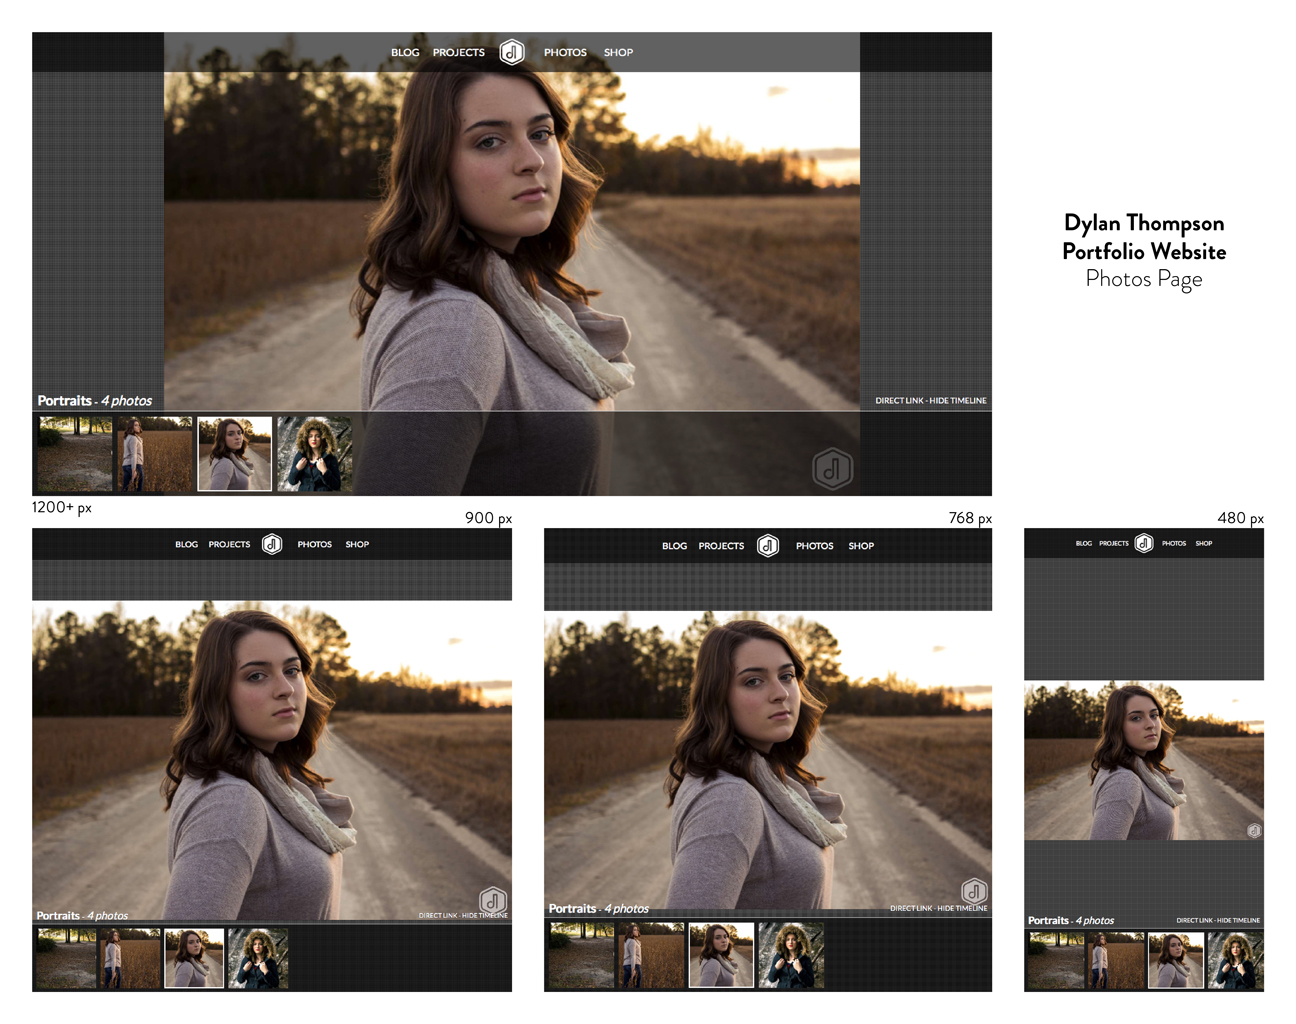 BLOG PROJECTS PHOTOS SHOP
Dylan Thompson
Portfolio Website
Photos Page
Portraits - 4 photos
DIRECT LINK - HIDE TIMELINE
1200+ px
900 px
768 px
480 px
BLOG PROJECTS PHOTOS SHOP
BLOG PROJECTS PHOTOS SHOP
BLOG PROJECTS PHOTOS SHOP
Portraits - 4 photos
DIRECT LINK - HIDE TIMELINE
Portraits - 4 photos
DIRECT LINK - HIDE TIMELINE
Portraits - 4 photos
DIRECT LINK - HIDE TIMELINE